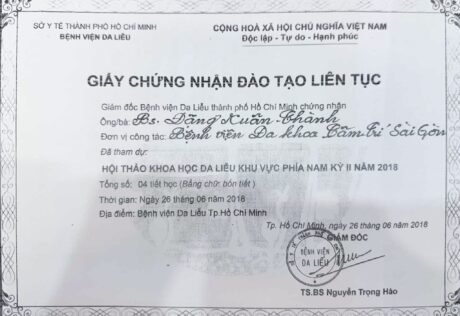 SỞ Y TẾ THÀNH PHỐ HỒ CHÍ MINH
BỆNH VIỆN DA LIỄU
CỘNG HOÀ XÃ HỘI CHỦ NGHĨA VIỆT NAM
Độc lập - Tự do - Hạnh phúc
GIẤY CHỨNG NHẬN ĐÀO TẠO LIÊN TỤC
Giám đốc Bệnh viện Da Liễu thành phố Hồ Chí Minh chứng nhận
Ông/bà: Bs. Đặng Xuân Thành
Đơn vị công tác: Bệnh viện Đa khoa Tâm Trí Sài Gòn
Đã tham dự:
HỘI THẢO KHOA HỌC DA LIỄU KHU VỰC PHÍA NAM KỲ II NĂM 2018
Tổng số: 04 tiết học (Bằng chữ: bốn tiết)
Thời gian: Ngày 26 tháng 06 năm 2018
Địa điểm: Bệnh viện Da Liễu Tp.Hồ Chí Minh
Tp. Hồ Chí Minh, ngày 26 tháng 06 năm 2018
GIÁM ĐỐC
BỆNH VIỆN
DA LIỄU
TS.BS Nguyễn Trọng Hào